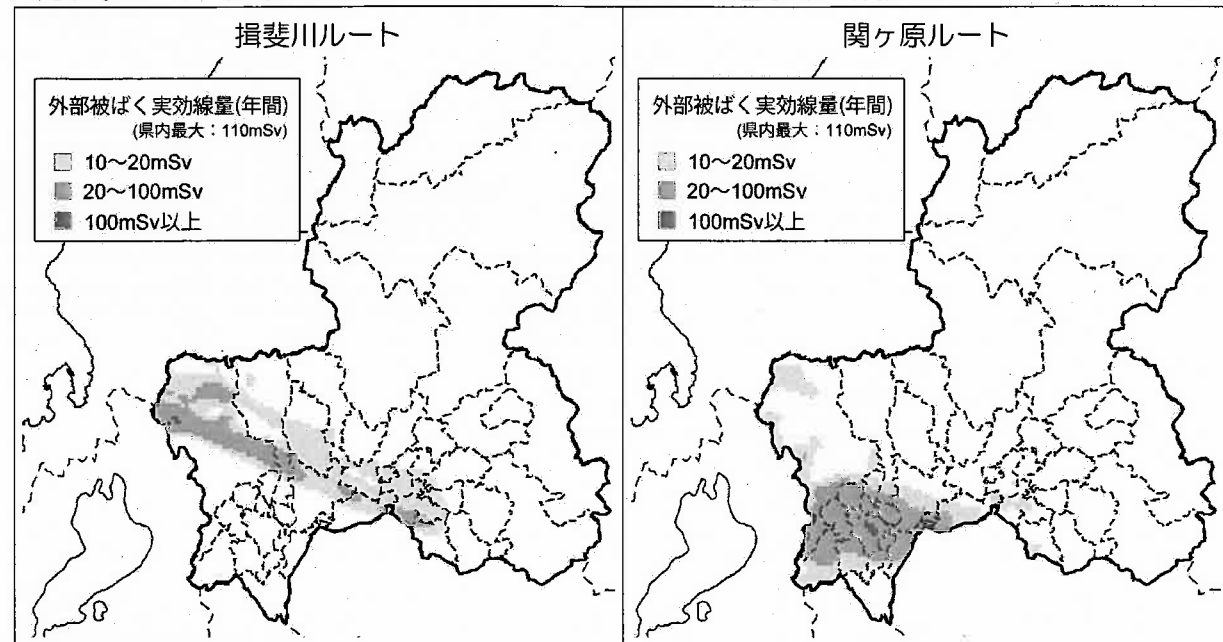 揖斐川ルート
外部被ばく実効線量(年間)
(県内最大:110mSv)
10～20mSv
20～100mSv
100mSv以上
関ヶ原ルート
外部被ばく実効線量(年間)
(県内最大:110mSv)
10～20mSv
20～100mSv
100mSv以上